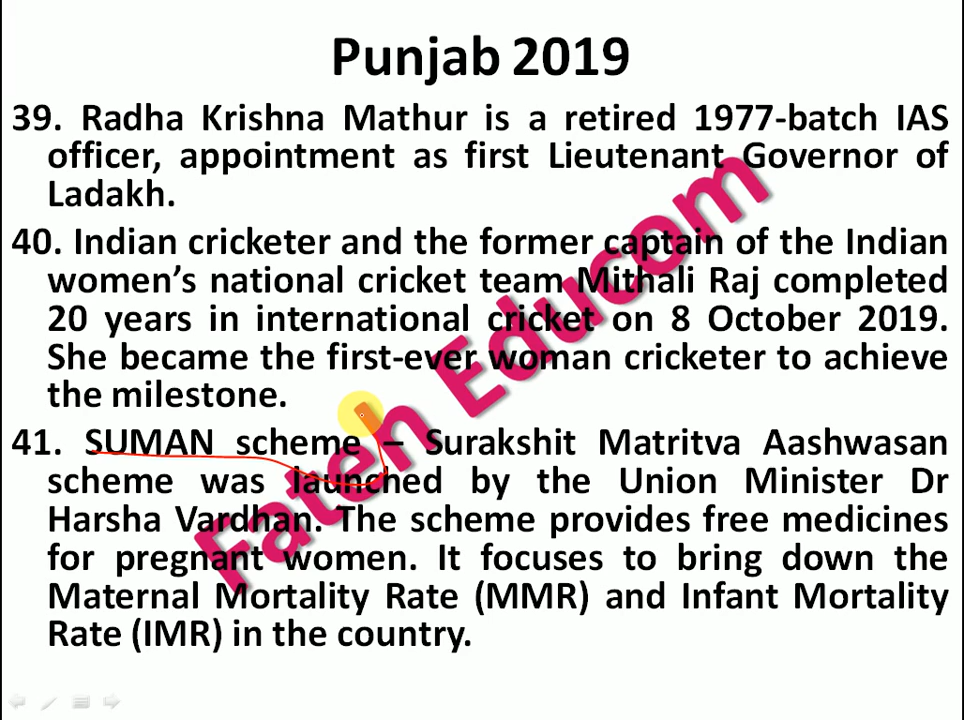 Punjab 2019
39. Radha Krishna Mathur is a retired 1977-batch IAS
officer, appointment as first Lieutenant Governor of
Ladakh.
40. Indian cricketer and the former captain of the Indian
women's national cricket team Mithali Raj completed
20 years in international cricket on 8 October 2019.
She became the first-ever woman cricketer to achieve
the milestone.
41. SUMAN scheme – Surakshit Matritva Aashwasan
scheme was launched by the Union Minister Dr
Harsha Vardhan. The scheme provides free medicines
for pregnant women. It focuses to bring down the
Maternal Mortality Rate (MMR) and Infant Mortality
Rate (IMR) in the country.
Fateh Educom